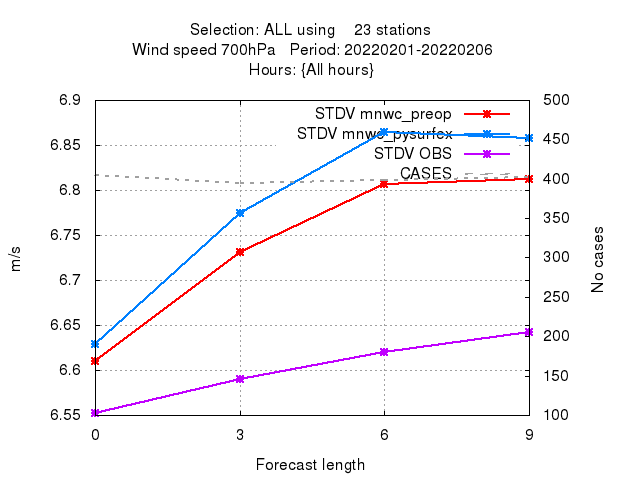 Selection: ALL using 23 stations
Wind speed 700hPa Period: 20220201-20220206
Hours: {All hours}
6.9 500
STDV mnwc_preop
STDV mnwc_pysurfex
6.85 450
STDV OBS
CASES
6.8 400
6.75 350
6.7 300
6.65 250
6.6 200
6.55 150
100
m/s
No cases
0 3 6 9
Forecast length